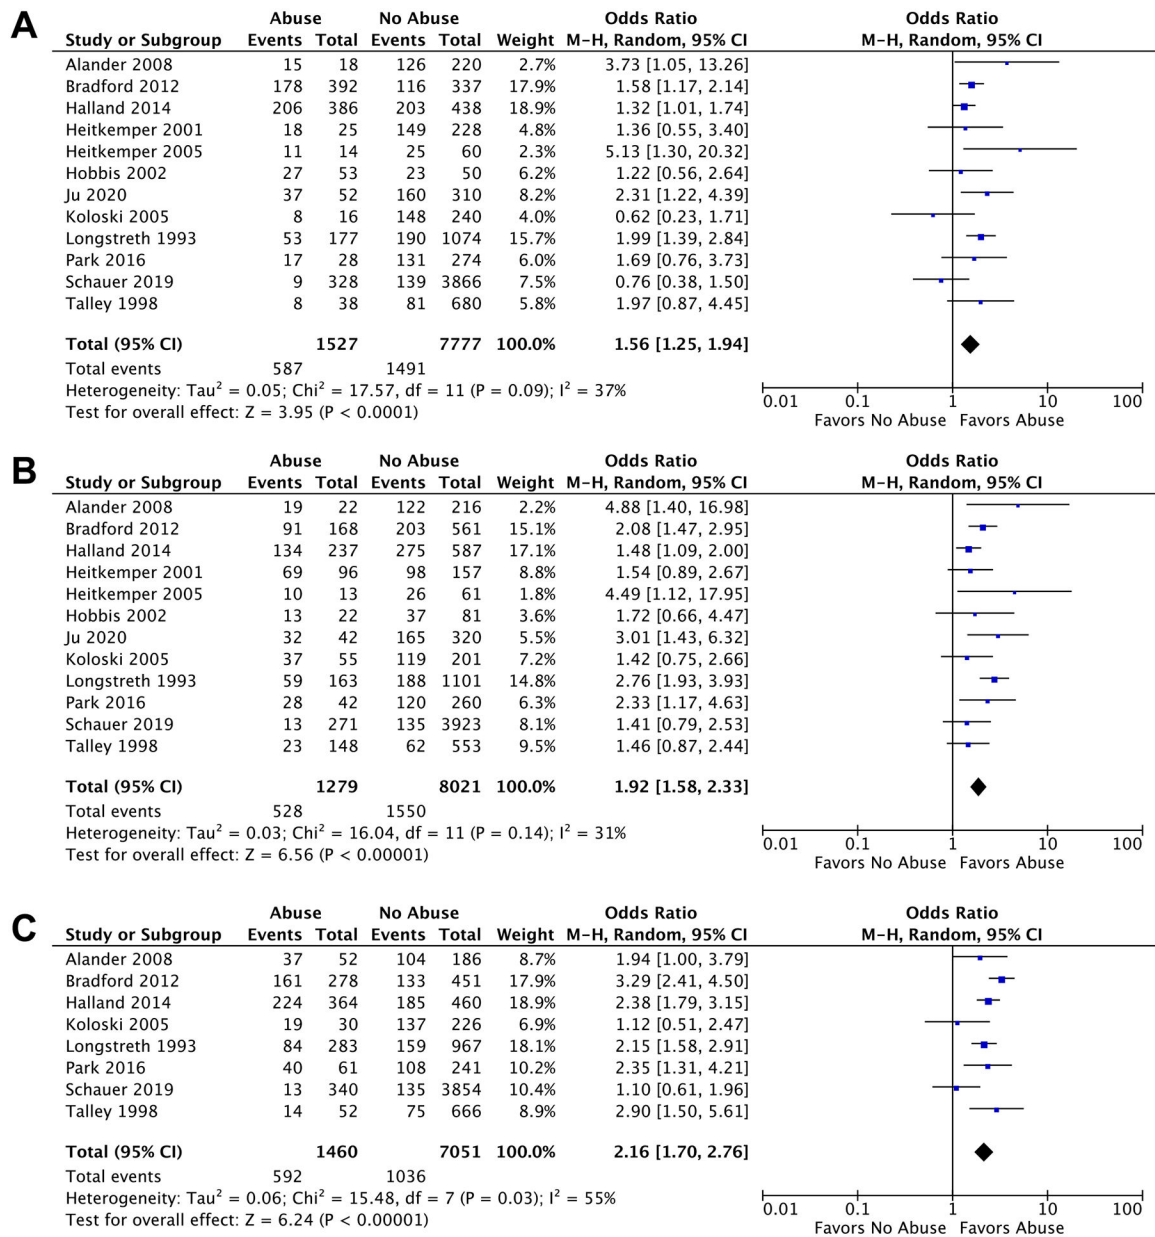 A
Abuse No Abuse Odds Ratio Odds Ratio
Study or Subgroup Events Total Events Total Weight M-H, Random, 95% CI M-H, Random, 95% CI
Alander 2008 15 18 126 220 2.7% 3.73 [1.05, 13.26]
Bradford 2012 178 392 116 337 17.9% 1.58 [1.17, 2.14]
Halland 2014 206 386 203 438 18.9% 1.32 [1.01, 1.74]
Heitkemper 2001 18 25 149 228 4.8% 1.36 [0.55, 3.40]
Heitkemper 2005 11 14 25 60 2.3% 5.13 [1.30, 20.32]
Hobbis 2002 27 53 23 50 6.2% 1.22 [0.56, 2.64]
Ju 2020 37 52 160 310 8.2% 2.31 [1.22, 4.39]
Koloski 2005 8 16 148 240 4.0% 0.62 [0.23, 1.71]
Longstreth 1993 53 177 190 1074 15.7% 1.99 [1.39, 2.84]
Park 2016 17 28 131 274 6.0% 1.69 [0.76, 3.73]
Schauer 2019 9 328 139 3866 7.5% 0.76 [0.38, 1.50]
Talley 1998 8 38 81 680 5.8% 1.97 [0.87, 4.45]
Total (95% CI) 1527 7777 100.0% 1.56 [1.25, 1.94]
Total events 587 1491
Heterogeneity: Tau² = 0.05; Chi² = 17.57, df = 11 (P = 0.09); I² = 37%
Test for overall effect: Z = 3.95 (P < 0.0001)
0.01 0.1 1 10 100
Favors No Abuse Favors Abuse
B
Abuse No Abuse Odds Ratio Odds Ratio
Study or Subgroup Events Total Events Total Weight M-H, Random, 95% CI M-H, Random, 95% CI
Alander 2008 19 22 122 216 2.2% 4.88 [1.40, 16.98]
Bradford 2012 91 168 203 561 15.1% 2.08 [1.47, 2.95]
Halland 2014 134 237 275 587 17.1% 1.48 [1.09, 2.00]
Heitkemper 2001 69 96 98 157 8.8% 1.54 [0.89, 2.67]
Heitkemper 2005 10 13 26 61 1.8% 4.49 [1.12, 17.95]
Hobbis 2002 13 22 37 81 3.6% 1.72 [0.66, 4.47]
Ju 2020 32 42 165 320 5.5% 3.01 [1.43, 6.32]
Koloski 2005 37 55 119 201 7.2% 1.42 [0.75, 2.66]
Longstreth 1993 59 163 188 1101 14.8% 2.76 [1.93, 3.93]
Park 2016 28 42 120 260 6.3% 2.33 [1.17, 4.63]
Schauer 2019 13 271 135 3923 8.1% 1.41 [0.79, 2.53]
Talley 1998 23 148 62 553 9.5% 1.46 [0.87, 2.44]
Total (95% CI) 1279 8021 100.0% 1.92 [1.58, 2.33]
Total events 528 1550
Heterogeneity: Tau² = 0.03; Chi² = 16.04, df = 11 (P = 0.14); I² = 31%
Test for overall effect: Z = 6.56 (P < 0.00001)
0.01 0.1 1 10 100
Favors No Abuse Favors Abuse
C
Abuse No Abuse Odds Ratio Odds Ratio
Study or Subgroup Events Total Events Total Weight M-H, Random, 95% CI M-H, Random, 95% CI
Alander 2008 37 52 104 186 8.7% 1.94 [1.00, 3.79]
Bradford 2012 161 278 133 451 17.9% 3.29 [2.41, 4.50]
Halland 2014 224 364 185 460 18.9% 2.38 [1.79, 3.15]
Koloski 2005 19 30 137 226 6.9% 1.12 [0.51, 2.47]
Longstreth 1993 84 283 159 967 18.1% 2.15 [1.58, 2.91]
Park 2016 40 61 108 241 10.2% 2.35 [1.31, 4.21]
Schauer 2019 13 340 135 3854 10.4% 1.10 [0.61, 1.96]
Talley 1998 14 52 75 666 8.9% 2.90 [1.50, 5.61]
Total (95% CI) 1460 7051 100.0% 2.16 [1.70, 2.76]
Total events 592 1036
Heterogeneity: Tau² = 0.06; Chi² = 15.48, df = 7 (P = 0.03); I² = 55%
Test for overall effect: Z = 6.24 (P < 0.00001)
0.01 0.1 1 10 100
Favors No Abuse Favors Abuse